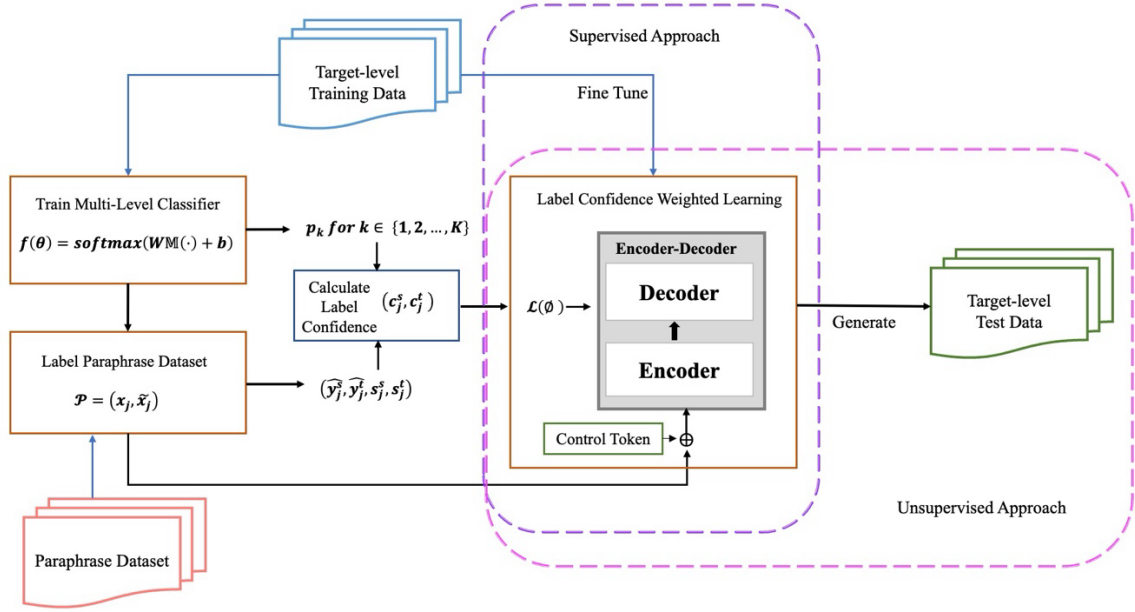 Supervised Approach
Target-level
Training Data
Fine Tune
Train Multi-Level Classifier
f(θ) = softmax(W𝕄(·) + b)
p_k for k ∈ {1, 2, ..., K}
Label Confidence Weighted Learning
Encoder-Decoder
Decoder
Encoder
ℒ(∅)
Calculate
Label
Confidence
(c_j^s, c_j^t)
Generate
Target-level
Test Data
Label Paraphrase Dataset
𝒫 = (x_j, x̃_j)
(ŷ_j^s, ŷ_j^t, s_j^s, s_j^t)
Control Token
⊕
Unsupervised Approach
Paraphrase Dataset